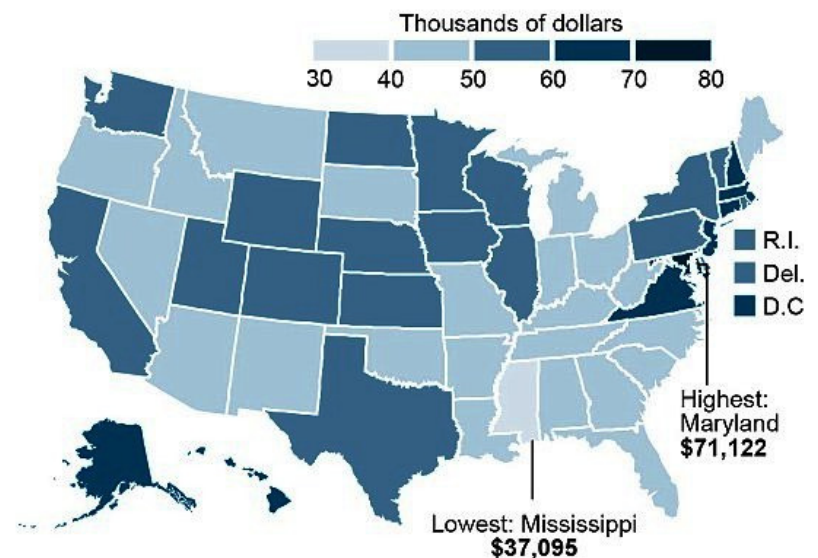 Thousands of dollars
30 40 50 60 70 80
R.I.
Del.
D.C
Highest:
Maryland
$71,122
Lowest: Mississippi
$37,095